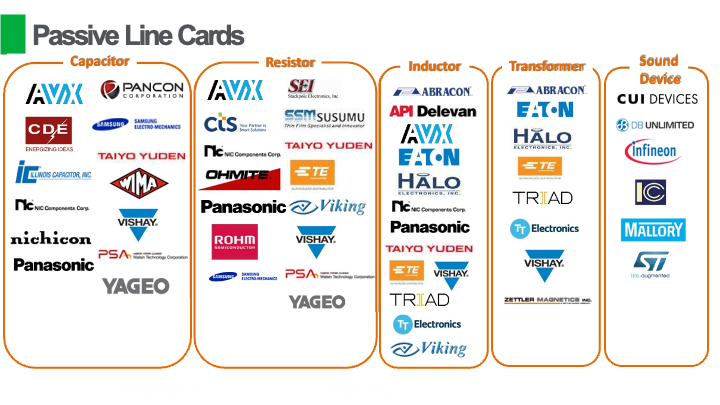 Passive Line Cards
Capacitor
AVX
PANCON
CORPORATION
CDE
ENERGIZING IDEAS
SAMSUNG
SAMSUNG
ELECTRO-MECHANICS
TAIYO YUDEN
iC ILLINOIS CAPACITOR, INC.
WIMA
NIC Components Corp.
VISHAY
nichicon
PSA
Walsin Technology Corporation
Panasonic
YAGEO
Resistor
AVX
SEI
Stackpole Electronics, Inc.
CTS Your Partner in
Smart Solutions
SSM SUSUMU
Thin Film Specialist and Innovator
NIC Components Corp.
TAIYO YUDEN
OHMITE
TE
Panasonic
Viking
ROHM
SEMICONDUCTOR
VISHAY
SAMSUNG
SAMSUNG
ELECTRO-MECHANICS
PSA
Walsin Technology Corporation
YAGEO
Inductor
ABRACON
API Delevan
AVX
EATON
HALO
ELECTRONICS, INC.
NIC Components Corp.
Panasonic
TAIYO YUDEN
TE
VISHAY
TRIAD
TT Electronics
Viking
Transformer
ABRACON
EATON
HALO
ELECTRONICS, INC.
TE
TRIAD
TT Electronics
VISHAY
ZETTLER MAGNETICS INC.
Sound
Device
CUI DEVICES
DB UNLIMITED
infineon
IC
MALLORY
ST
life.augmented